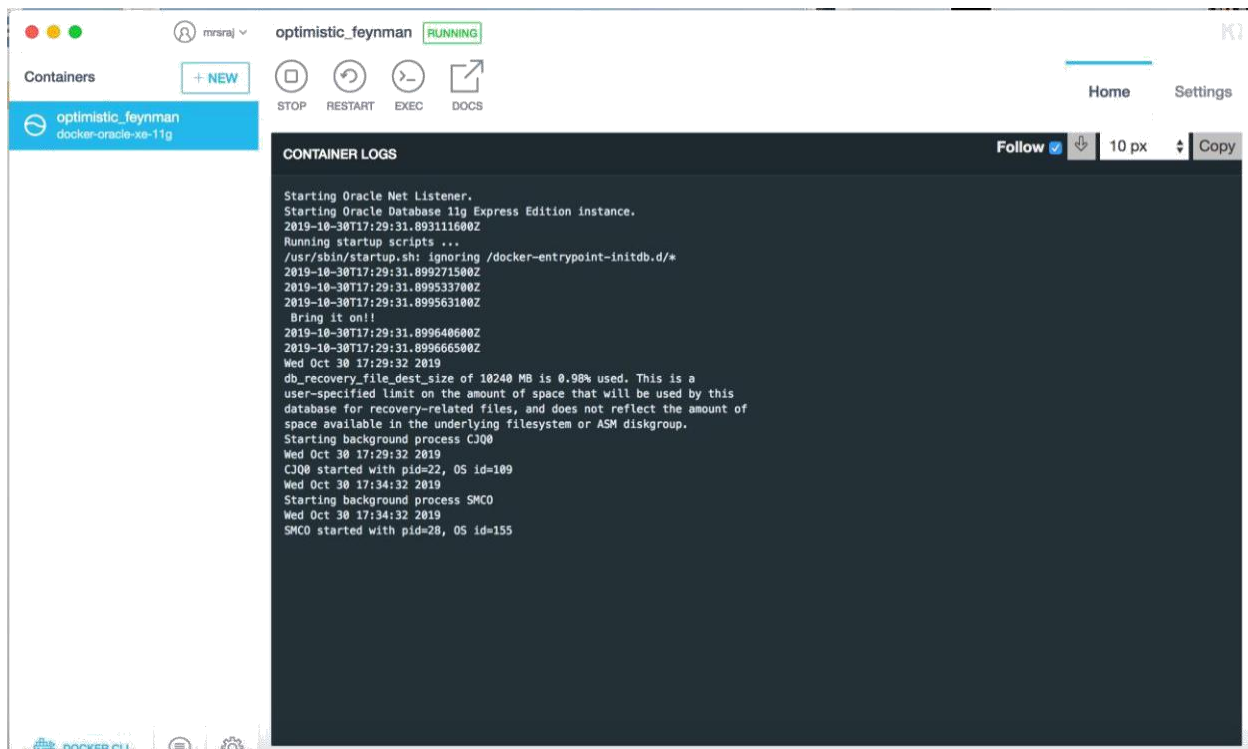 mrsraj
optimistic_feynman RUNNING
Containers
+ NEW
STOP RESTART EXEC DOCS
Home Settings
optimistic_feynman
docker-oracle-xe-11g
CONTAINER LOGS
Follow 10 px Copy
Starting Oracle Net Listener.
Starting Oracle Database 11g Express Edition instance.
2019-10-30T17:29:31.893111600Z
Running startup scripts ...
/usr/sbin/startup.sh: ignoring /docker-entrypoint-initdb.d/*
2019-10-30T17:29:31.899271500Z
2019-10-30T17:29:31.899533700Z
2019-10-30T17:29:31.899563100Z
Bring it on!!
2019-10-30T17:29:31.899640600Z
2019-10-30T17:29:31.899666500Z
Wed Oct 30 17:29:32 2019
db_recovery_file_dest_size of 10240 MB is 0.98% used. This is a
user-specified limit on the amount of space that will be used by this
database for recovery-related files, and does not reflect the amount of
space available in the underlying filesystem or ASM diskgroup.
Starting background process CJQ0
Wed Oct 30 17:29:32 2019
CJQ0 started with pid=22, OS id=109
Wed Oct 30 17:34:32 2019
Starting background process SMCO
Wed Oct 30 17:34:32 2019
SMCO started with pid=28, OS id=155
DOCKER CLI